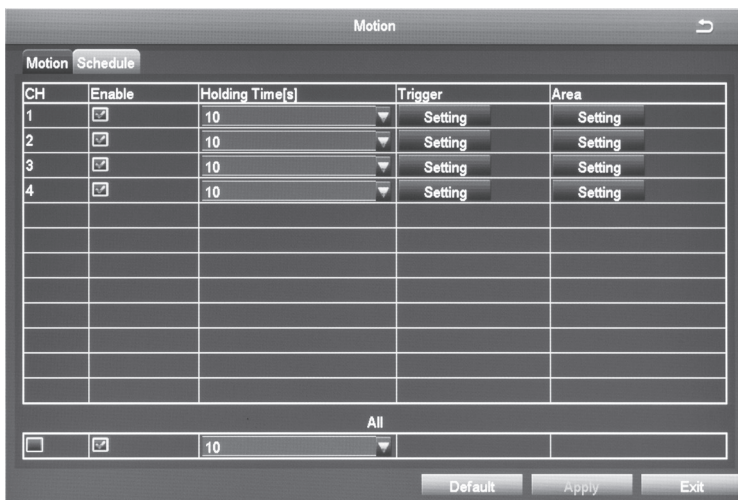 Motion
Motion Schedule
CH Enable Holding Time[s] Trigger Area
1 10 Setting Setting
2 10 Setting Setting
3 10 Setting Setting
4 10 Setting Setting
All
10
Default Apply Exit